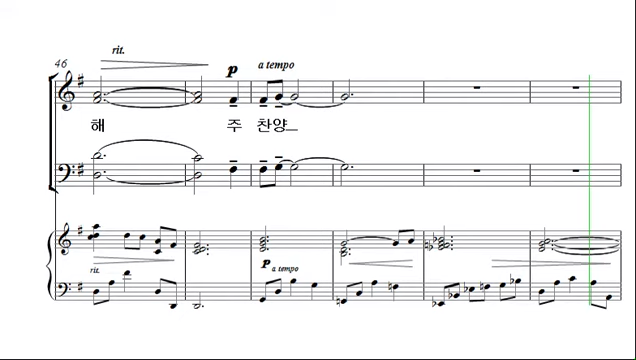 46
rit.
p
a tempo
해 주 찬양
rit.
p
a tempo